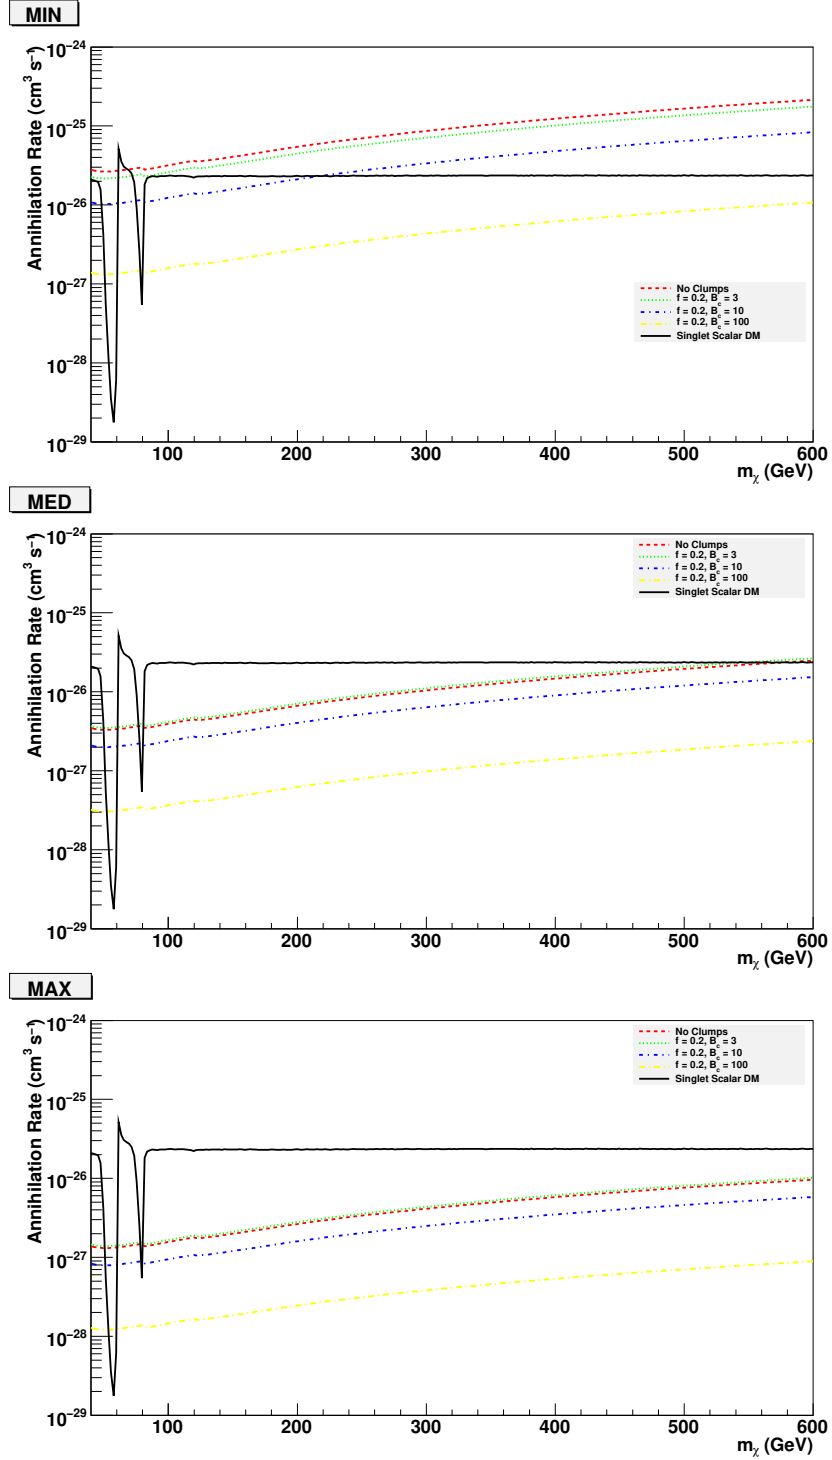 MIN
Annihilation Rate (cm³ s⁻¹)
10⁻²⁴
10⁻²⁵
10⁻²⁶
10⁻²⁷
10⁻²⁸
10⁻²⁹
No Clumps
f = 0.2, B_c = 3
f = 0.2, B_c = 10
f = 0.2, B_c = 100
Singlet Scalar DM
100 200 300 400 500 600
m_χ (GeV)
MED
Annihilation Rate (cm³ s⁻¹)
10⁻²⁴
10⁻²⁵
10⁻²⁶
10⁻²⁷
10⁻²⁸
10⁻²⁹
No Clumps
f = 0.2, B_c = 3
f = 0.2, B_c = 10
f = 0.2, B_c = 100
Singlet Scalar DM
100 200 300 400 500 600
m_χ (GeV)
MAX
Annihilation Rate (cm³ s⁻¹)
10⁻²⁴
10⁻²⁵
10⁻²⁶
10⁻²⁷
10⁻²⁸
10⁻²⁹
No Clumps
f = 0.2, B_c = 3
f = 0.2, B_c = 10
f = 0.2, B_c = 100
Singlet Scalar DM
100 200 300 400 500 600
m_χ (GeV)